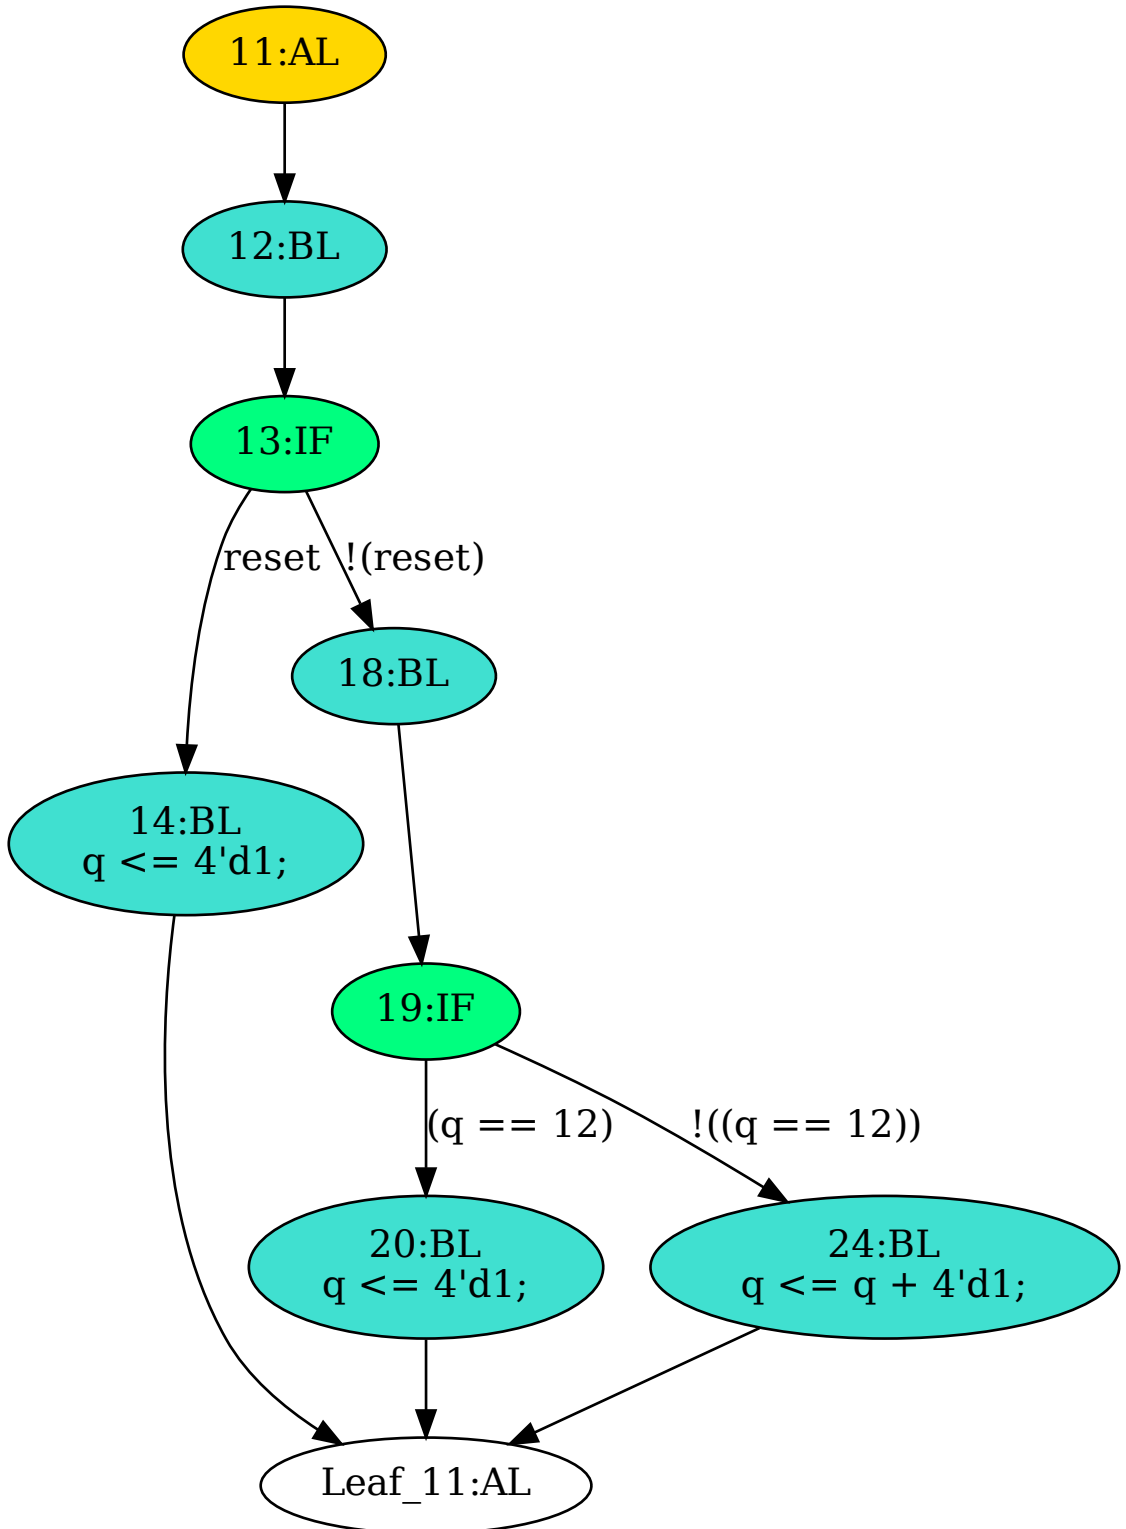 11:AL
12:BL
13:IF
reset
!(reset)
18:BL
14:BL
q <= 4'd1;
19:IF
(q == 12)
!((q == 12))
20:BL
q <= 4'd1;
24:BL
q <= q + 4'd1;
Leaf_11:AL